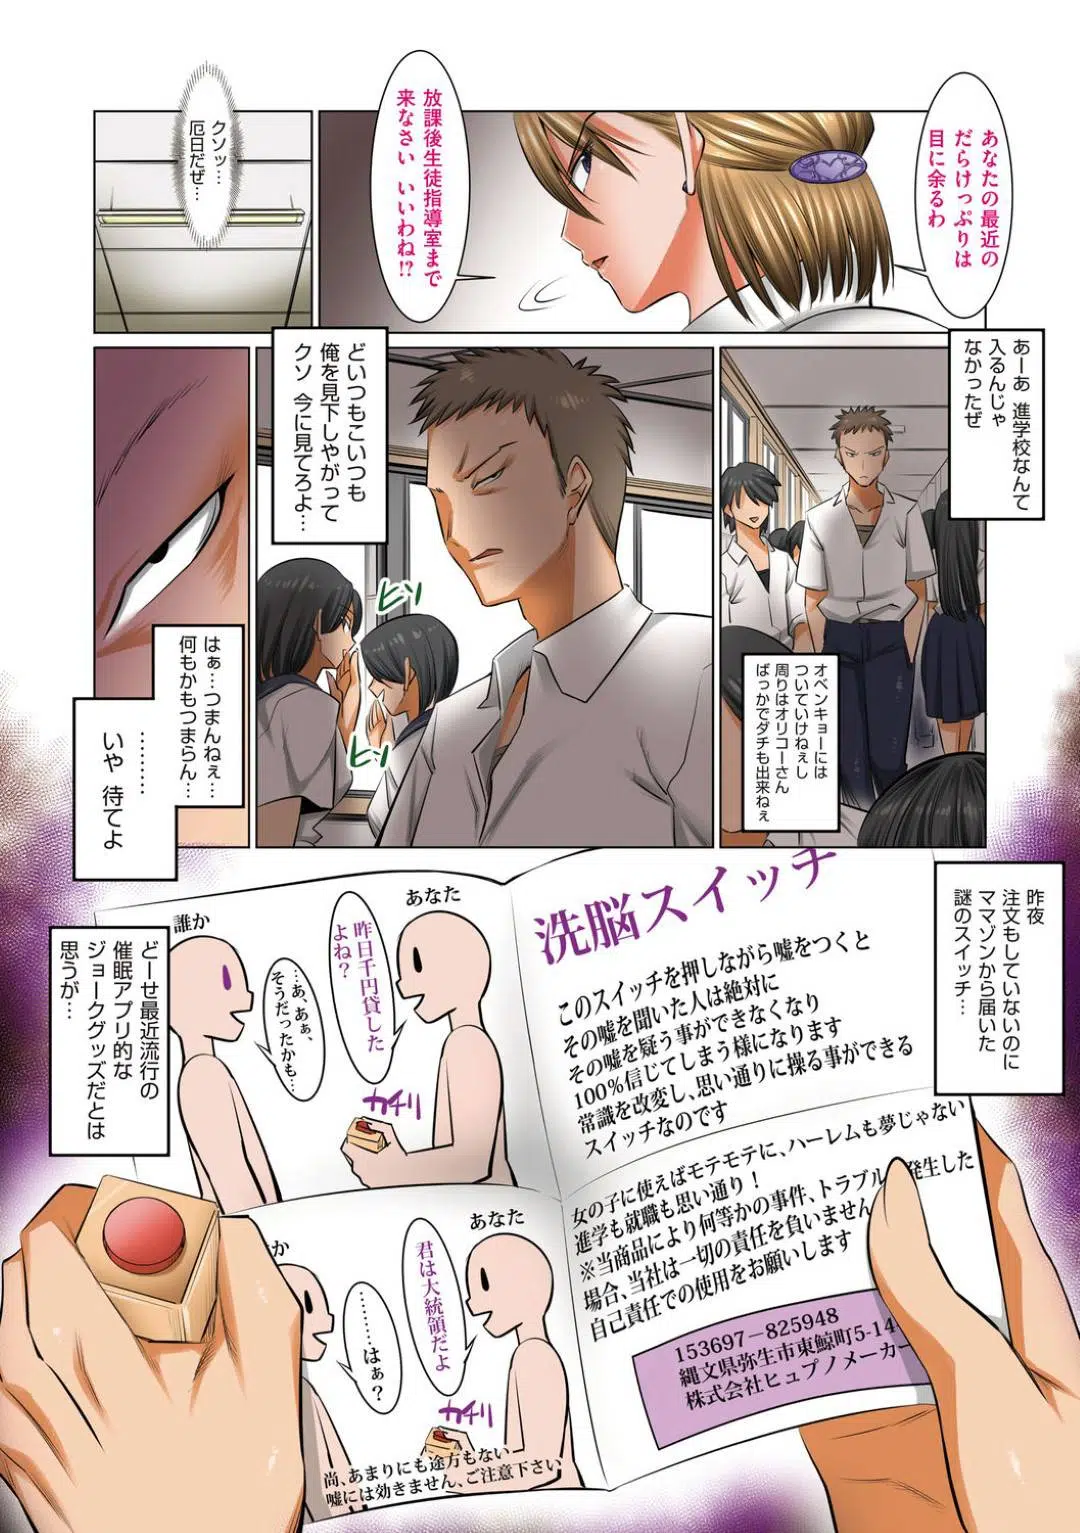 あなたの最近の
だらけっぷりは
目に余るわ
放課後生徒指導室まで
来なさい いいわね!?
クソッ…
厄日だぜ…
あーあ 進学校なんて
入るんじゃ
なかったぜ
オベンキョーには
ついていけねぇし
周りはオリコーさん
ばっかでダチも出来ねぇ
どいつもこいつも
俺を見下しやがって
クソ 今に見てろよ…
ヒソ
ヒソ
はぁ…つまんねぇ…
何もかもつまらん…
………
いや 待てよ
昨夜
注文もしていないのに
ママゾンから届いた
謎のスイッチ…
洗脳スイッチ
このスイッチを押しながら嘘をつくと
その嘘を聞いた人は絶対に
その嘘を疑う事ができなくなり
100%信じてしまう様になります
常識を改変し、思い通りに操る事ができる
スイッチなのです
女の子に使えばモテモテに、ハーレムも夢じゃない
進学も就職も思い通り!
※当商品により何等かの事件、トラブル 発生した
場合、当社は一切の責任を負いません
自己責任での使用をお願いします
153697−825948
縄文県弥生市東鯨町5-14
株式会社ヒュプノメーカー
あなた
誰か
昨日千円貸した
よね?
…あ、あぁ、
そうだったかも…
カチリ
あなた
か
君は大統領だよ
………はぁ?
カチリ
尚、あまりにも途方もない
嘘には効きません、ご注意下さい
どーせ最近流行の
催眠アプリ的な
ジョークグッズだとは
思うが…